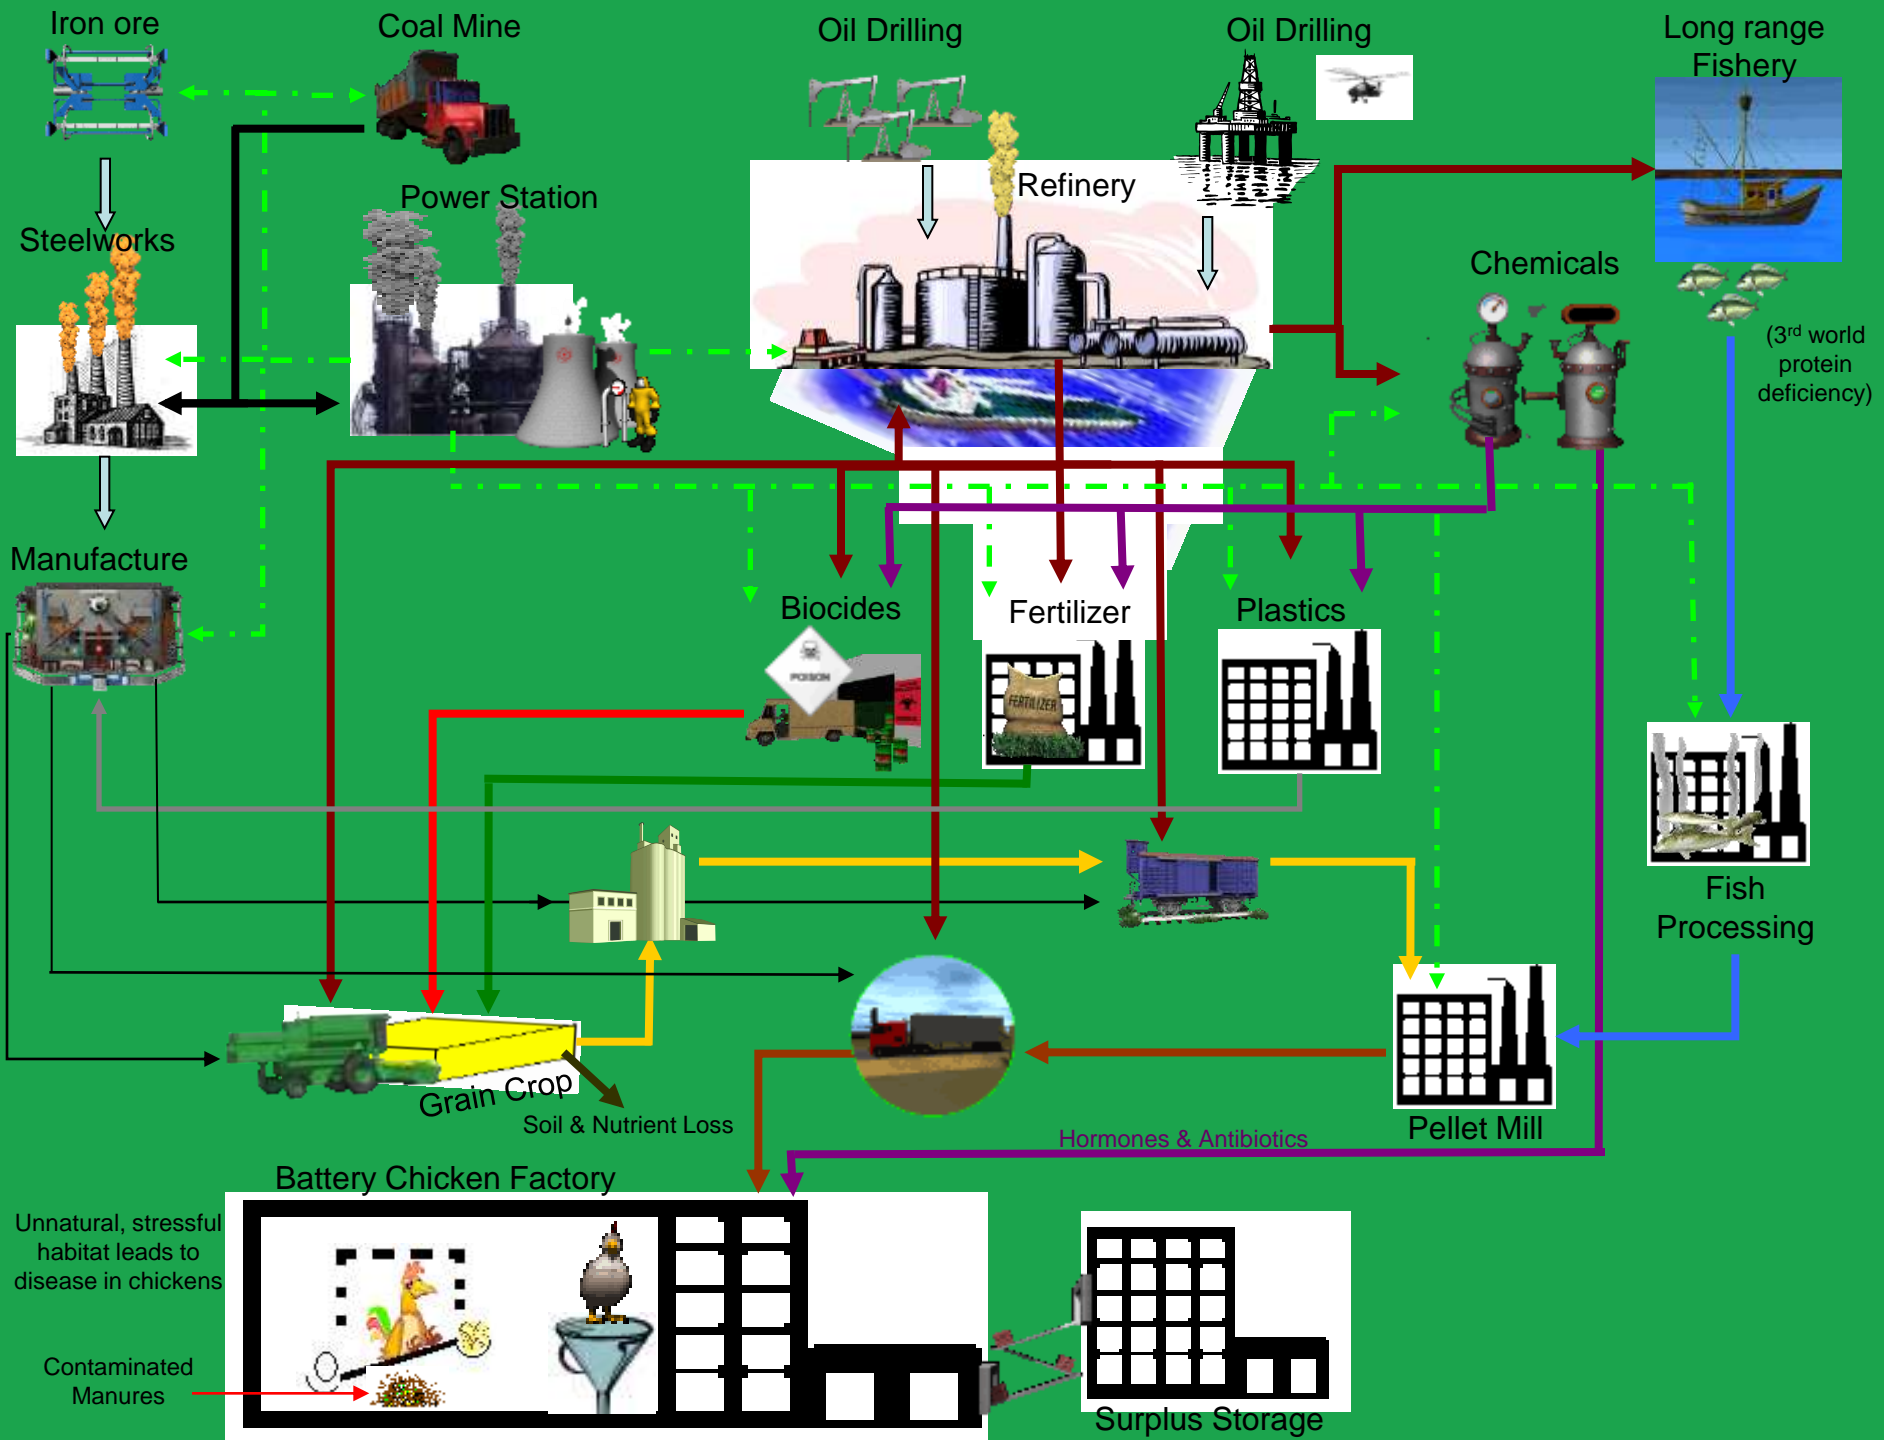 Iron ore
Coal Mine
Oil Drilling
Oil Drilling
Long range
Fishery
Power Station
Refinery
Steelworks
Chemicals
(3rd world
protein
deficiency)
Manufacture
Biocides
Fertilizer
Plastics
POISON
FERTILIZER
Fish
Processing
Grain Crop
Soil & Nutrient Loss
Pellet Mill
Hormones & Antibiotics
Battery Chicken Factory
Unnatural, stressful
habitat leads to
disease in chickens
Contaminated
Manures
Surplus Storage